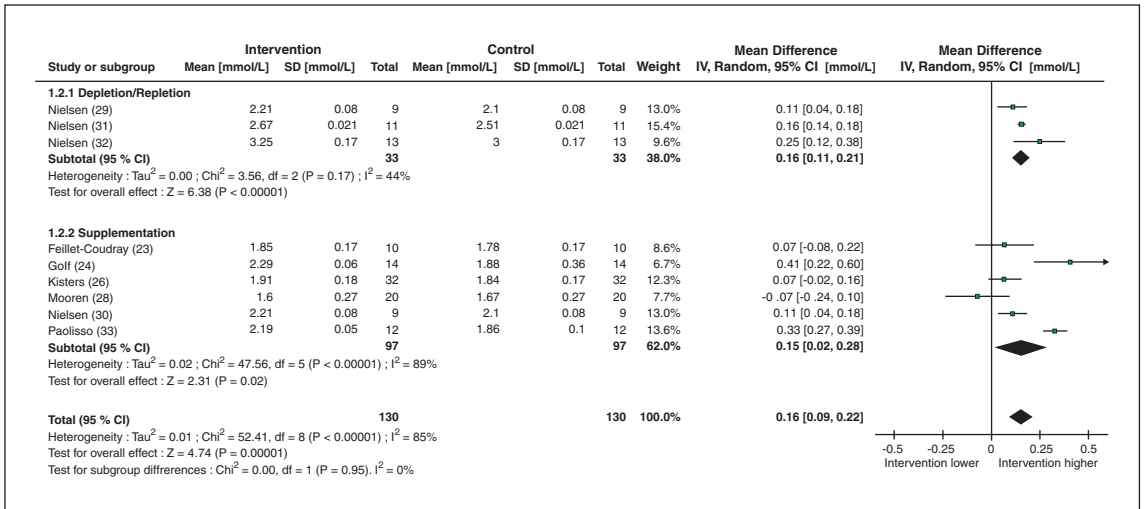 Intervention Control Mean Difference Mean Difference
Study or subgroup Mean [mmol/L] SD [mmol/L] Total Mean [mmol/L] SD [mmol/L] Total Weight IV, Random, 95% CI [mmol/L] IV, Random, 95% CI [mmol/L]
1.2.1 Depletion/Repletion
Nielsen (29) 2.21 0.08 9 2.1 0.08 9 13.0% 0.11 [0.04, 0.18]
Nielsen (31) 2.67 0.021 11 2.51 0.021 11 15.4% 0.16 [0.14, 0.18]
Nielsen (32) 3.25 0.17 13 3 0.17 13 9.6% 0.25 [0.12, 0.38]
Subtotal (95 % CI) 33 33 38.0% 0.16 [0.11, 0.21]
Heterogeneity : Tau² = 0.00 ; Chi² = 3.56, df = 2 (P = 0.17) ; I² = 44%
Test for overall effect : Z = 6.38 (P < 0.00001)
1.2.2 Supplementation
Feillet-Coudray (23) 1.85 0.17 10 1.78 0.17 10 8.6% 0.07 [-0.08, 0.22]
Golf (24) 2.29 0.06 14 1.88 0.36 14 6.7% 0.41 [0.22, 0.60]
Kisters (26) 1.91 0.18 32 1.84 0.17 32 12.3% 0.07 [-0.02, 0.16]
Mooren (28) 1.6 0.27 20 1.67 0.27 20 7.7% -0 .07 [-0 .24, 0.10]
Nielsen (30) 2.21 0.08 9 2.1 0.08 9 13.0% 0.11 [0 .04, 0.18]
Paolisso (33) 2.19 0.05 12 1.86 0.1 12 13.6% 0.33 [0.27, 0.39]
Subtotal (95 % CI) 97 97 62.0% 0.15 [0.02, 0.28]
Heterogeneity : Tau² = 0.02 ; Chi² = 47.56, df = 5 (P < 0.00001) ; I² = 89%
Test for overall effect : Z = 2.31 (P = 0.02)
Total (95 % CI) 130 130 100.0% 0.16 [0.09, 0.22]
Heterogeneity : Tau² = 0.01 ; Chi² = 52.41, df = 8 (P < 0.00001) ; I² = 85%
Test for overall effect : Z = 4.74 (P = 0.00001)
Test for subgroup diffrerences : Chi² = 0.00, df = 1 (P = 0.95). I² = 0%
-0.5 -0.25 0 0.25 0.5
Intervention lower Intervention higher